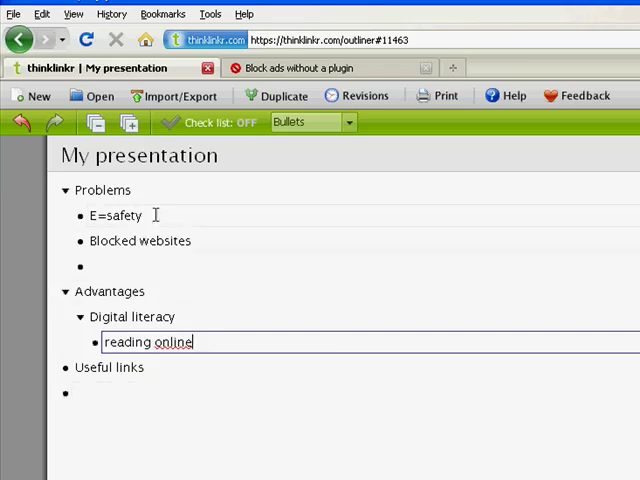 File Edit View History Bookmarks Tools Help
thinklinkr.com https://thinklinkr.com/outliner#11463
thinklinkr | My presentation Block ads without a plugin
New Open Import/Export Duplicate Revisions Print Help Feedback
Check list: OFF Bullets
My presentation
Problems
E=safety
Blocked websites
Advantages
Digital literacy
reading online
Useful links